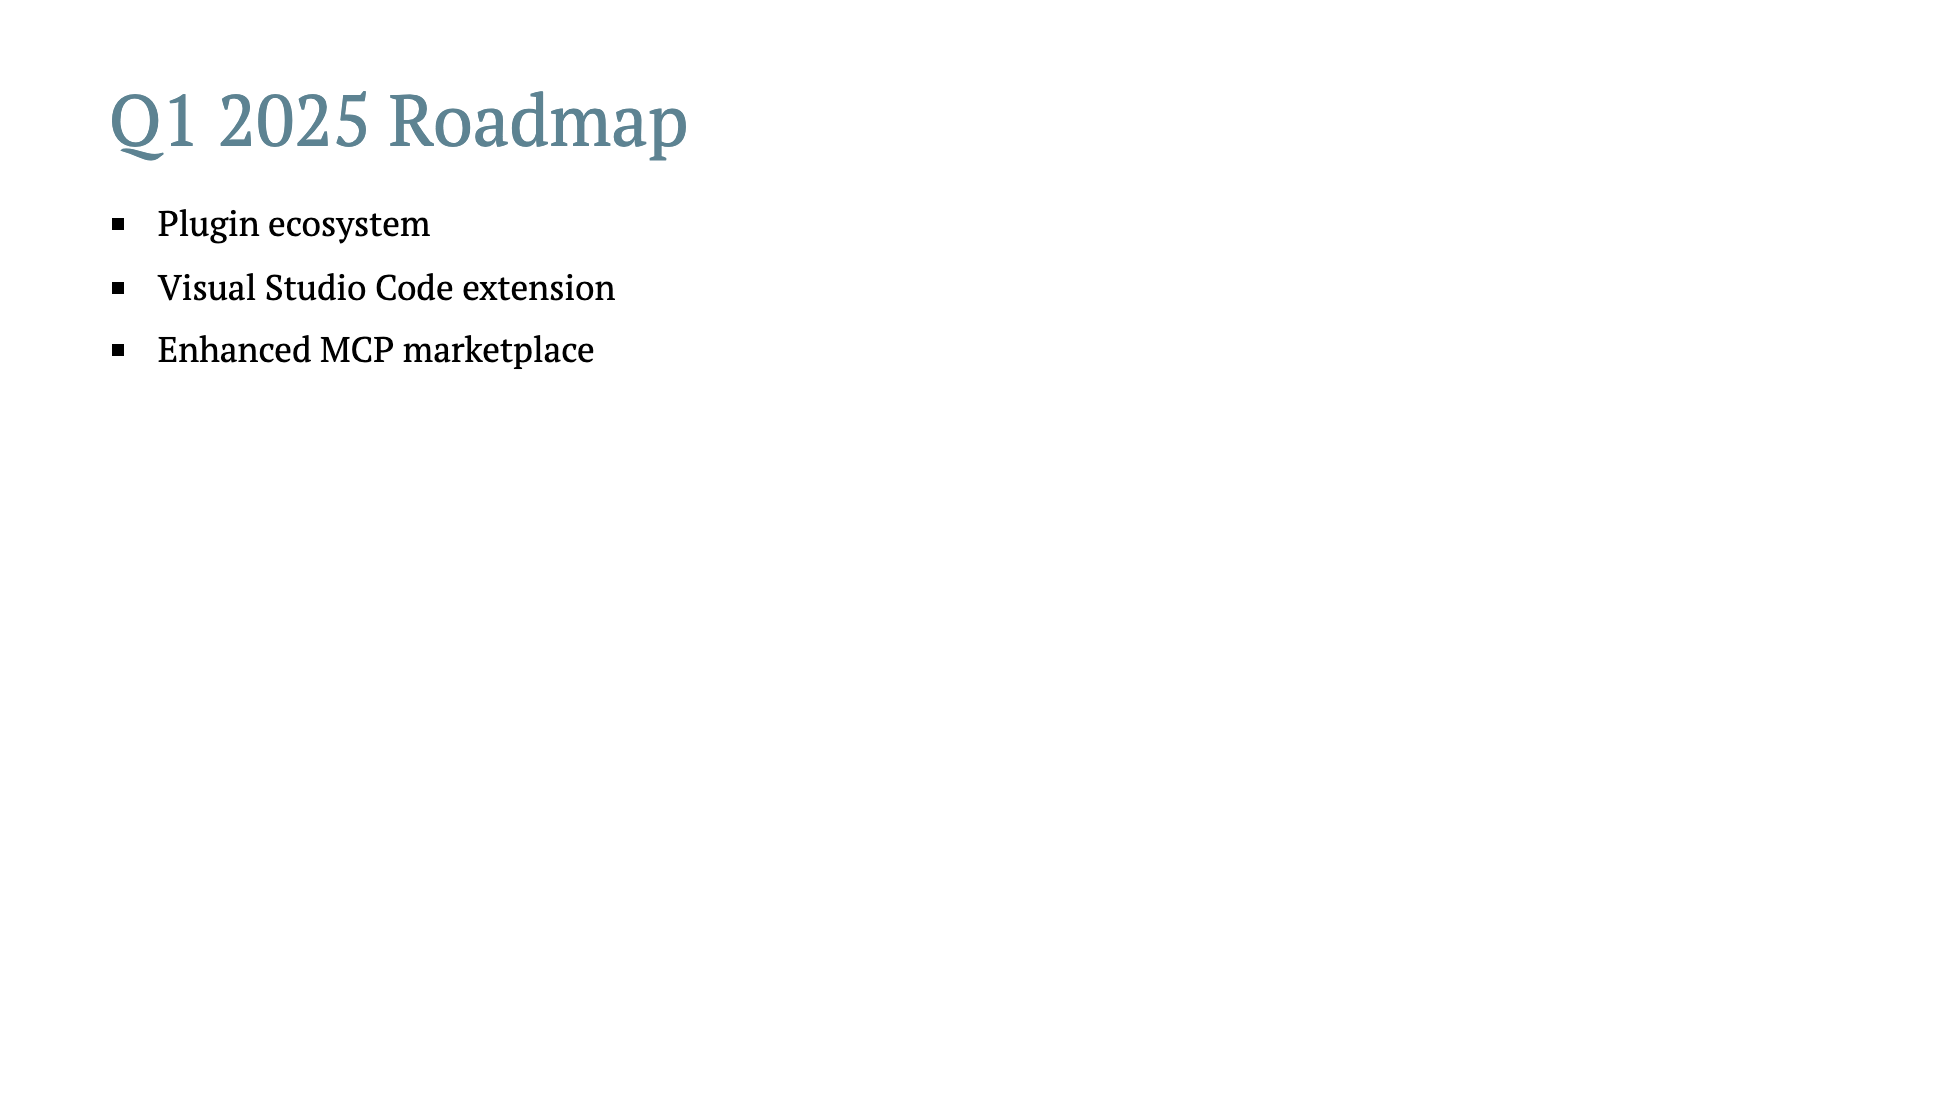 Q1 2025 Roadmap
▪ Plugin ecosystem
▪ Visual Studio Code extension
▪ Enhanced MCP marketplace